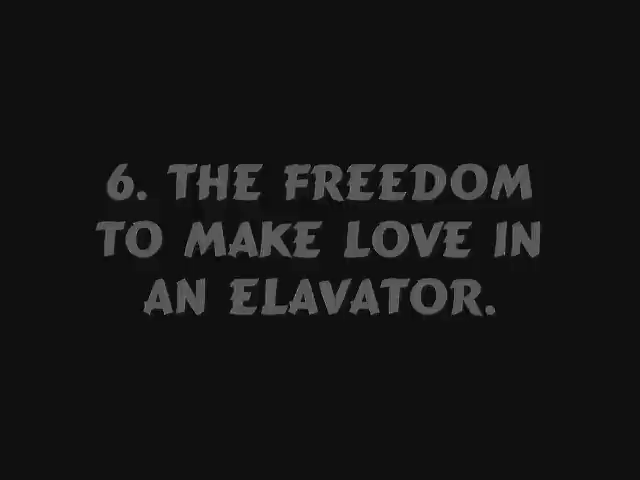 6. THE FREEDOM
TO MAKE LOVE IN
AN ELAVATOR.